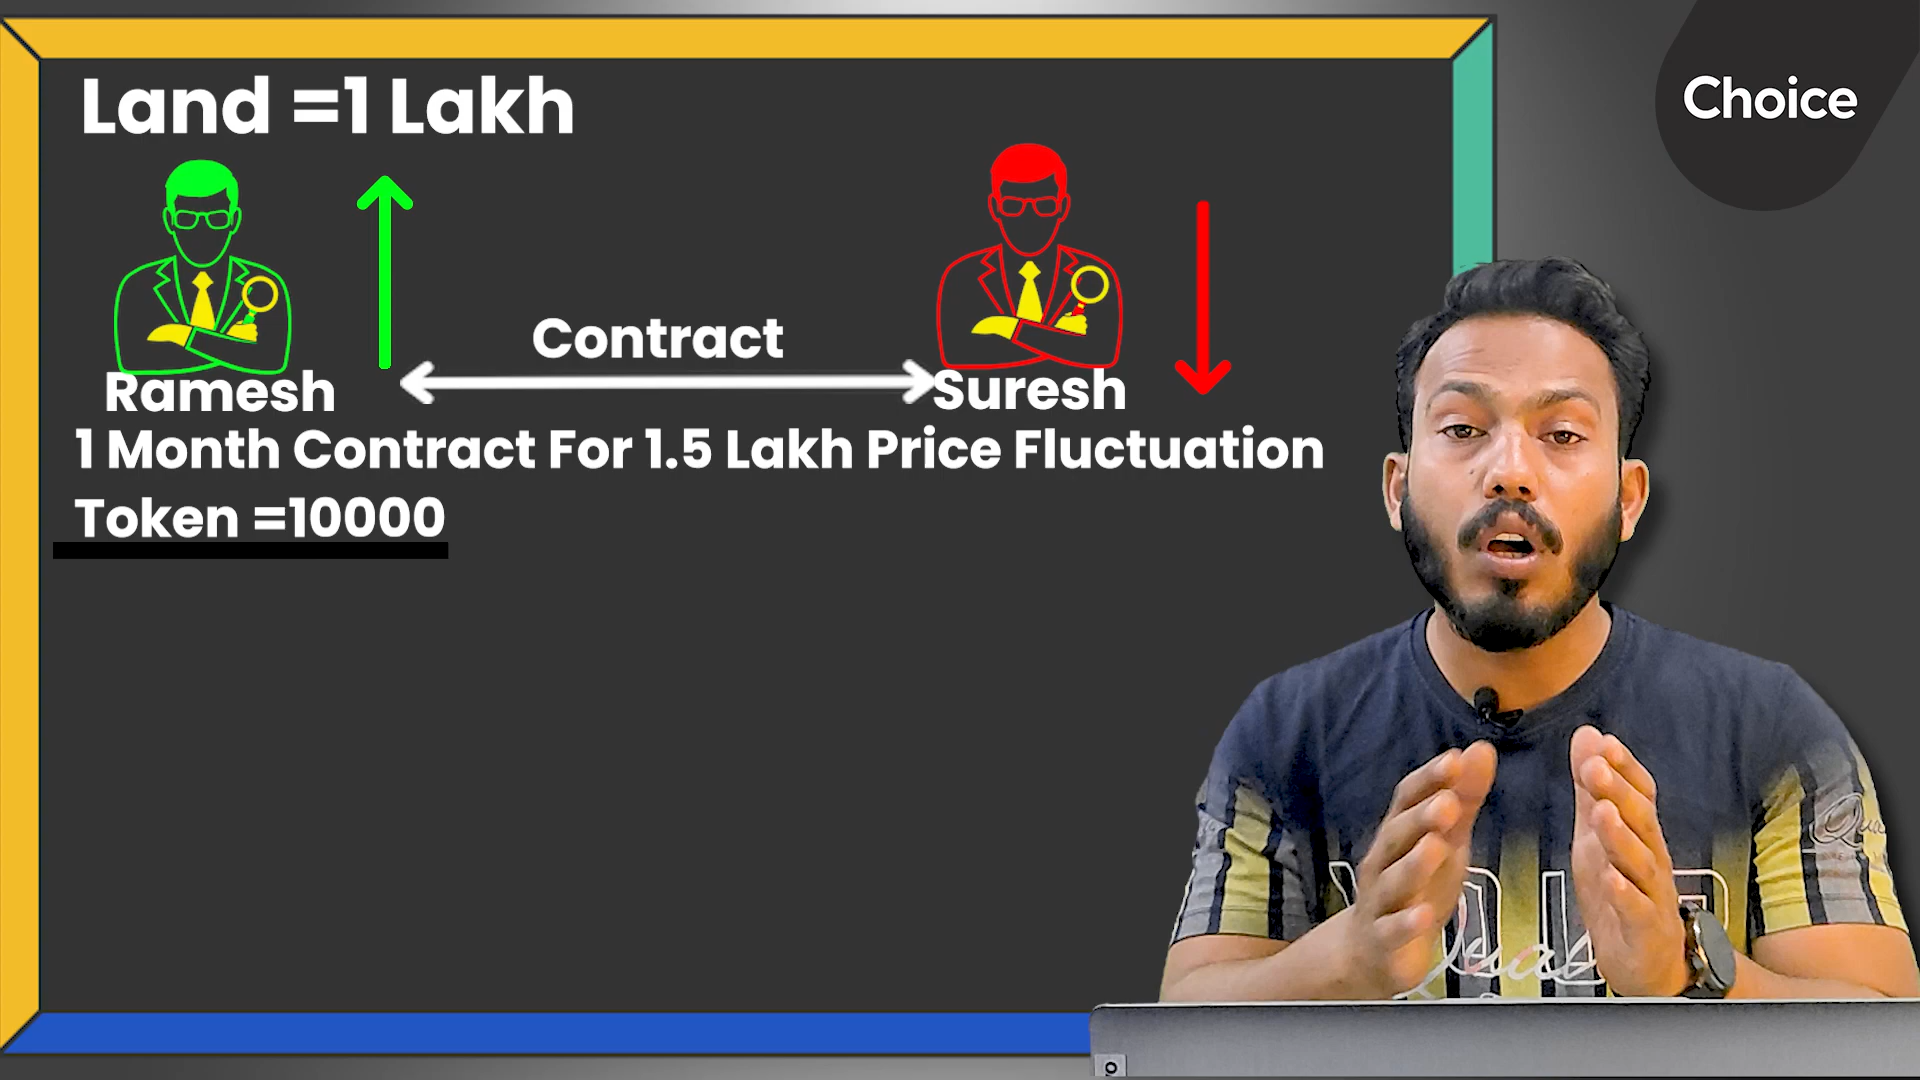 Land =1 Lakh
Choice
Contract
Ramesh
Suresh
1 Month Contract For 1.5 Lakh Price Fluctuation
Token =10000